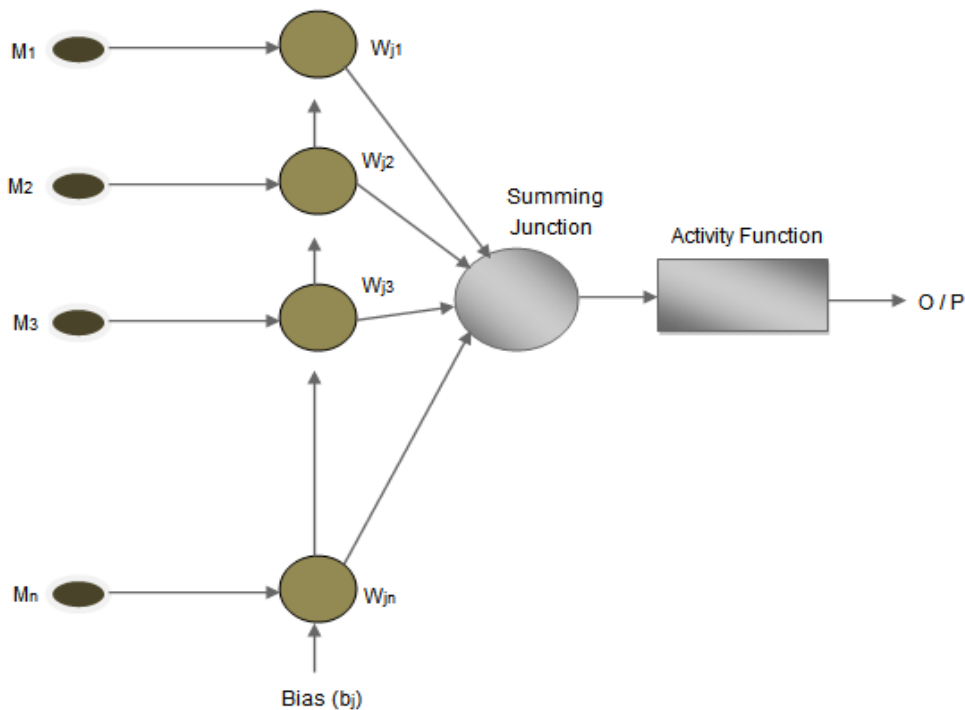 M1
Wj1
M2
Wj2
Summing
Junction
Activity Function
M3
Wj3
O / P
Mn
Wjn
Bias (bj)